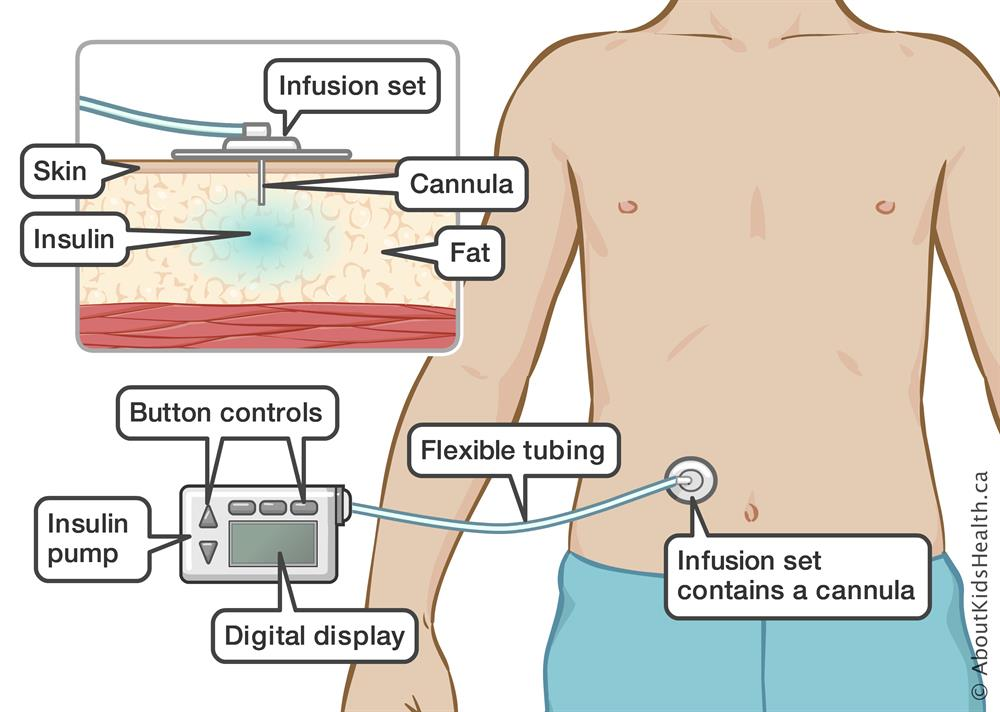 Infusion set
Skin
Cannula
Insulin
Fat
Button controls
Flexible tubing
Insulin
pump
Infusion set
contains a cannula
Digital display
© AboutKidsHealth.ca